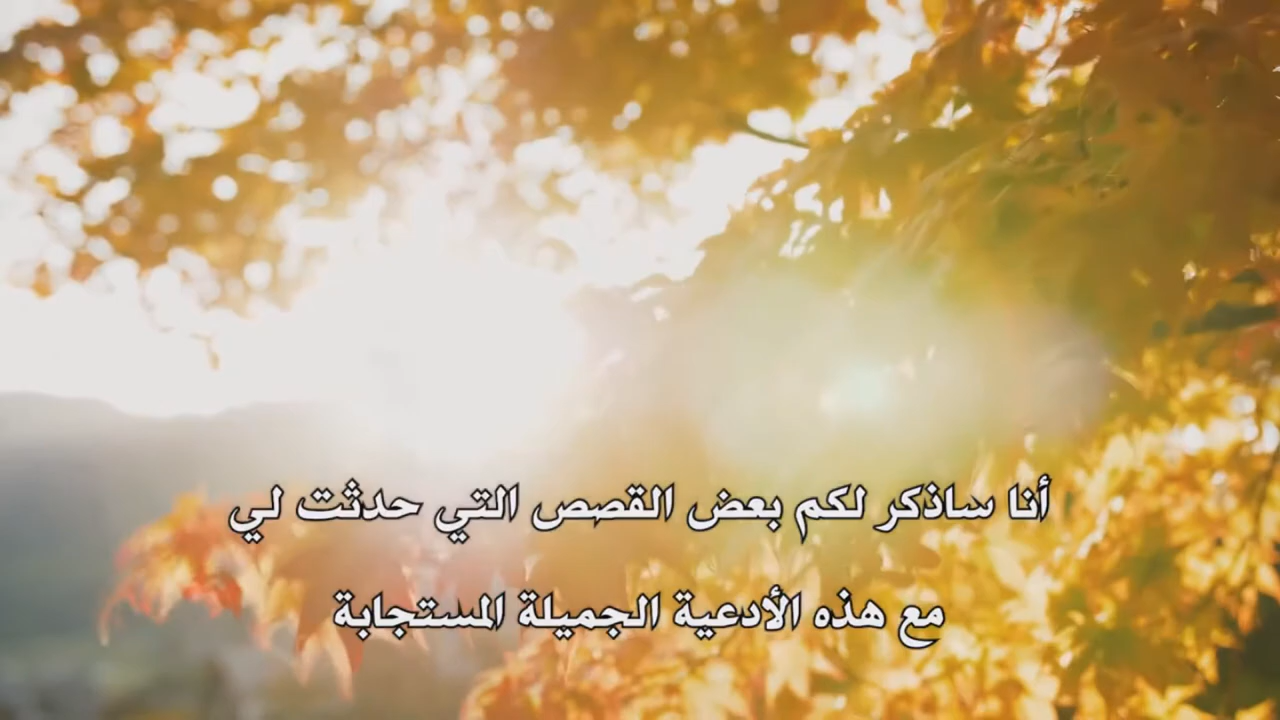 أنا ساذكر لكم بعض القصص التي حدثت لي
مع هذه الأدعية الجميلة المستجابة